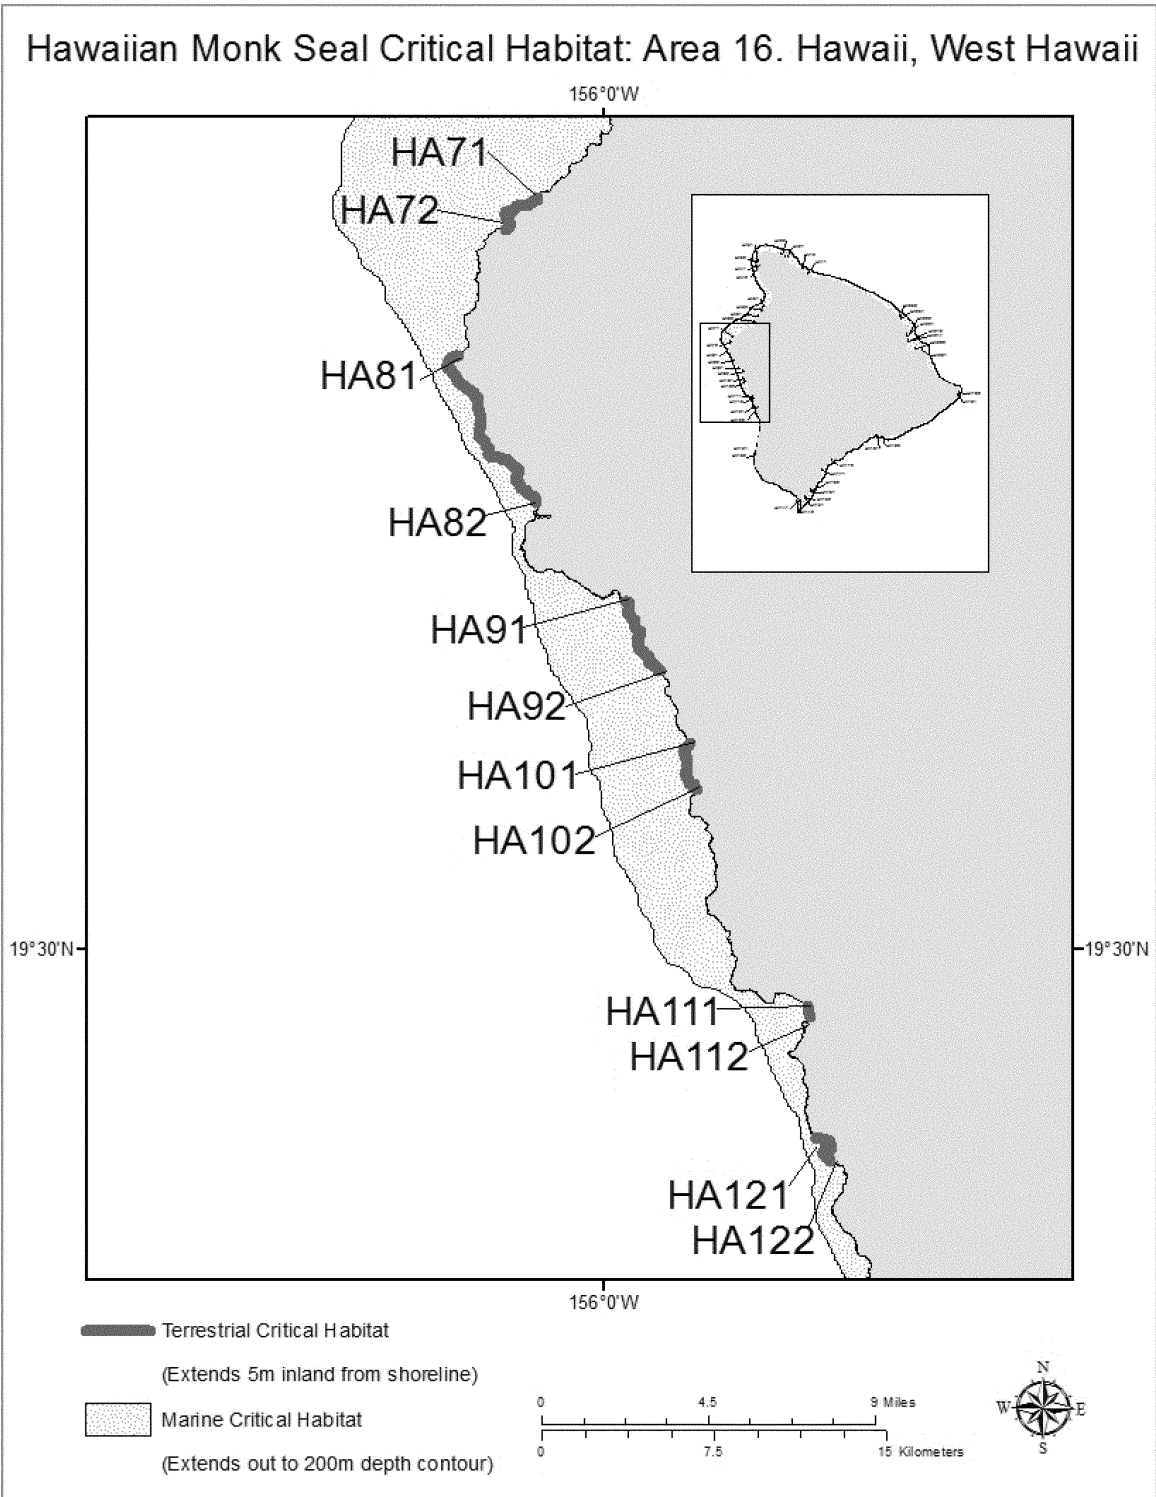 Hawaiian Monk Seal Critical Habitat: Area 16. Hawaii, West Hawaii
156°0'W
HA71
HA72
HA81
HA82
HA91
HA92
HA101
HA102
19°30'N
19°30'N
HA111
HA112
HA121
HA122
156°0'W
Terrestrial Critical Habitat
(Extends 5m inland from shoreline)
Marine Critical Habitat
(Extends out to 200m depth contour)
0 4.5 9 Miles
0 7.5 15 Kilometers
N
W E
S